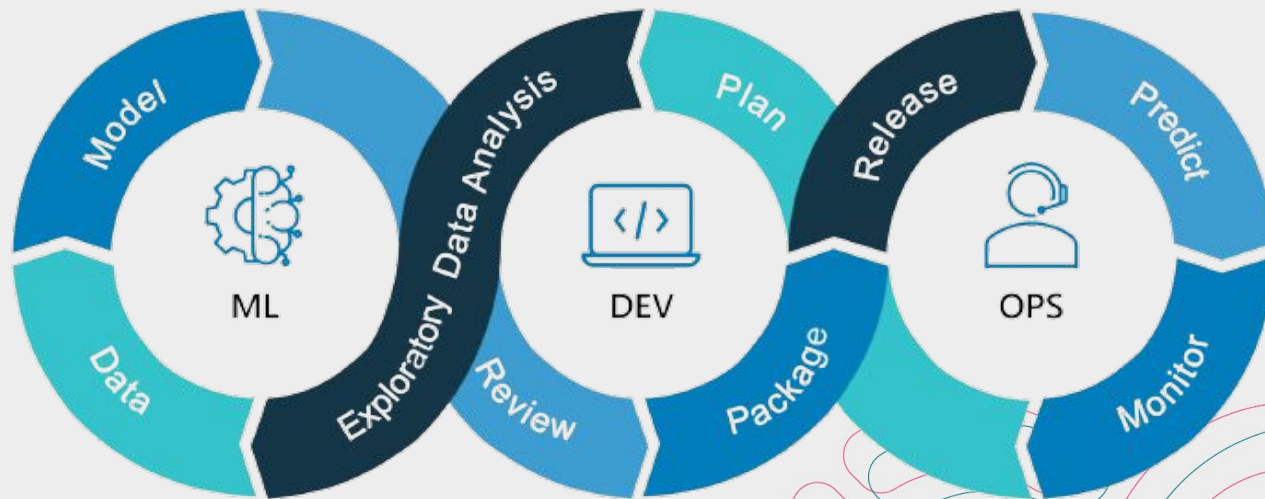 Model
Data
ML
Exploratory Data Analysis
Review
DEV
Plan
Package
Release
OPS
Predict
Monitor